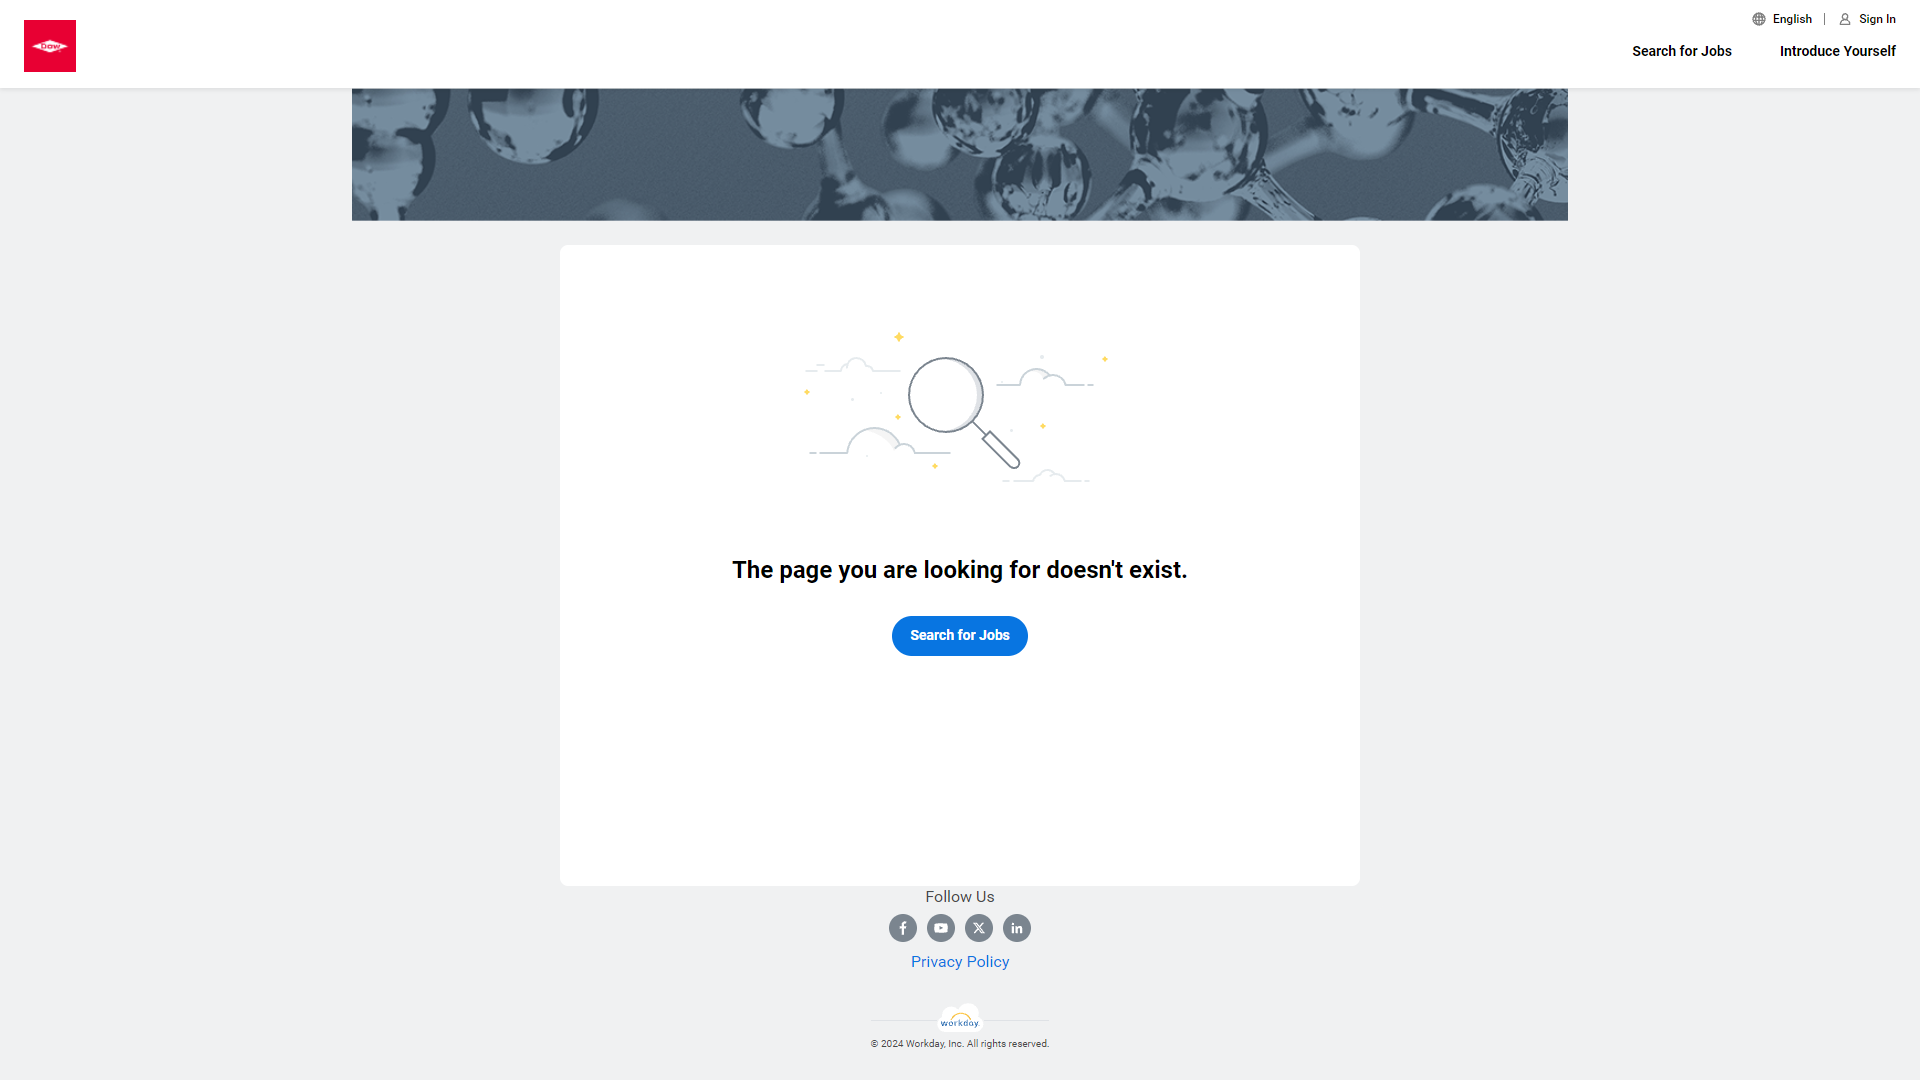 Dow
English
Sign In
Search for Jobs
Introduce Yourself
The page you are looking for doesn't exist.
Search for Jobs
Follow Us
Privacy Policy
workday.
© 2024 Workday, Inc. All rights reserved.